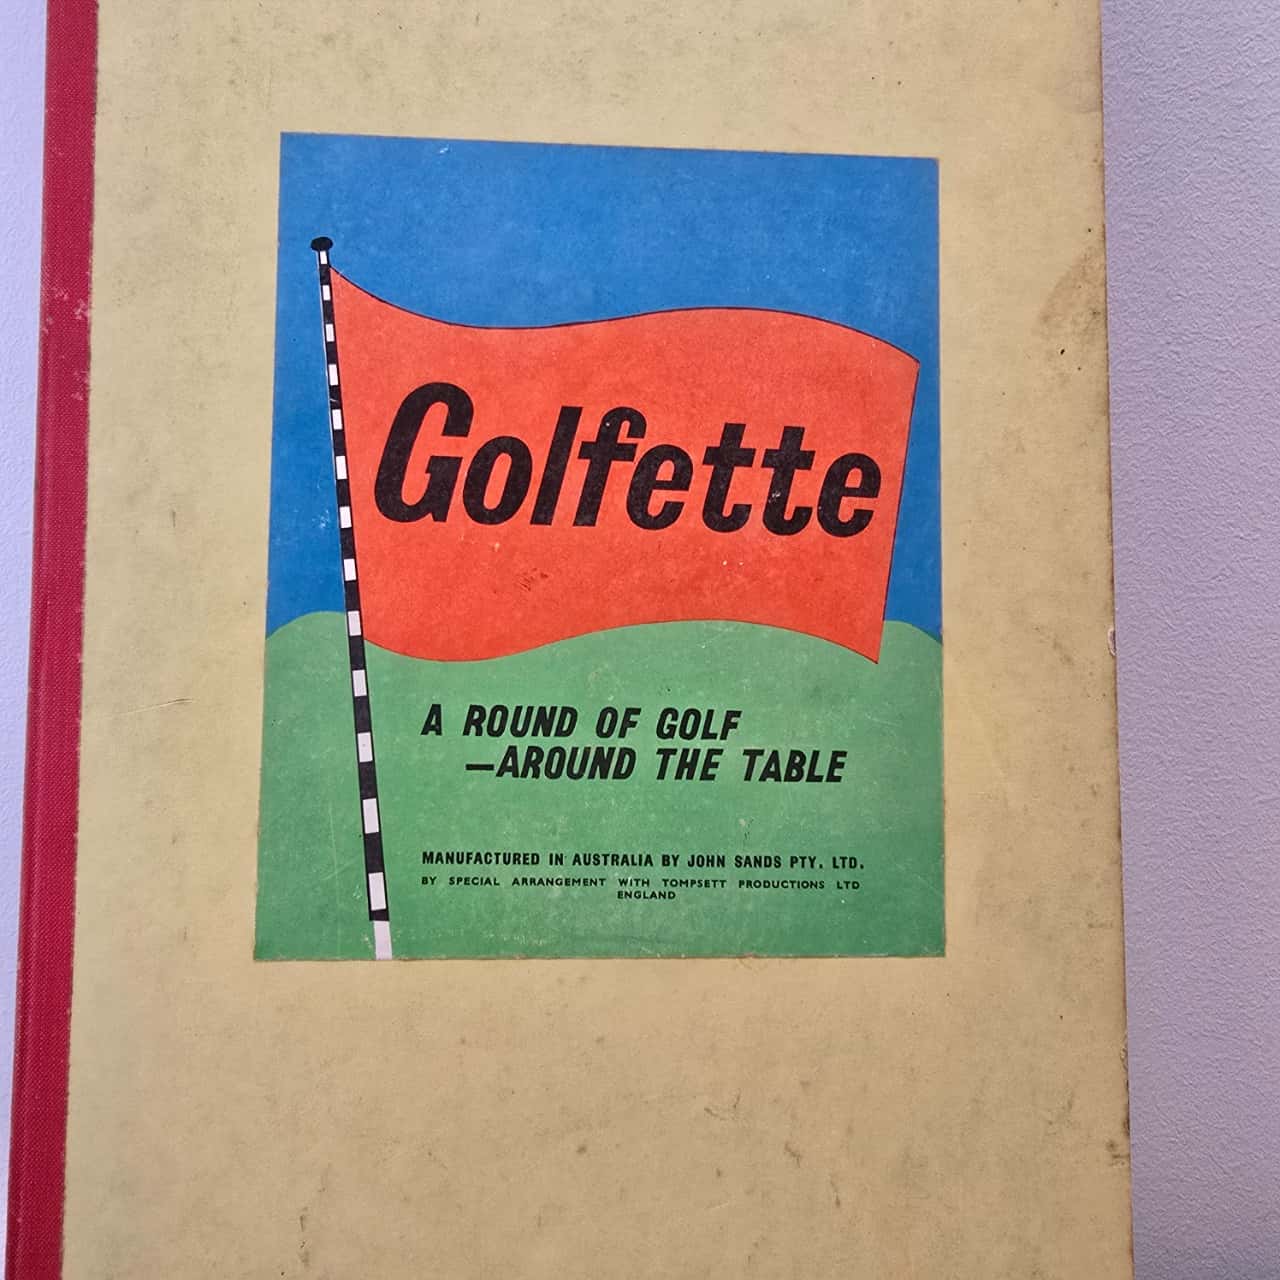 Golfette
A ROUND OF GOLF
—AROUND THE TABLE
MANUFACTURED IN AUSTRALIA BY JOHN SANDS PTY. LTD.
BY SPECIAL ARRANGEMENT WITH TOMPSETT PRODUCTIONS LTD
ENGLAND